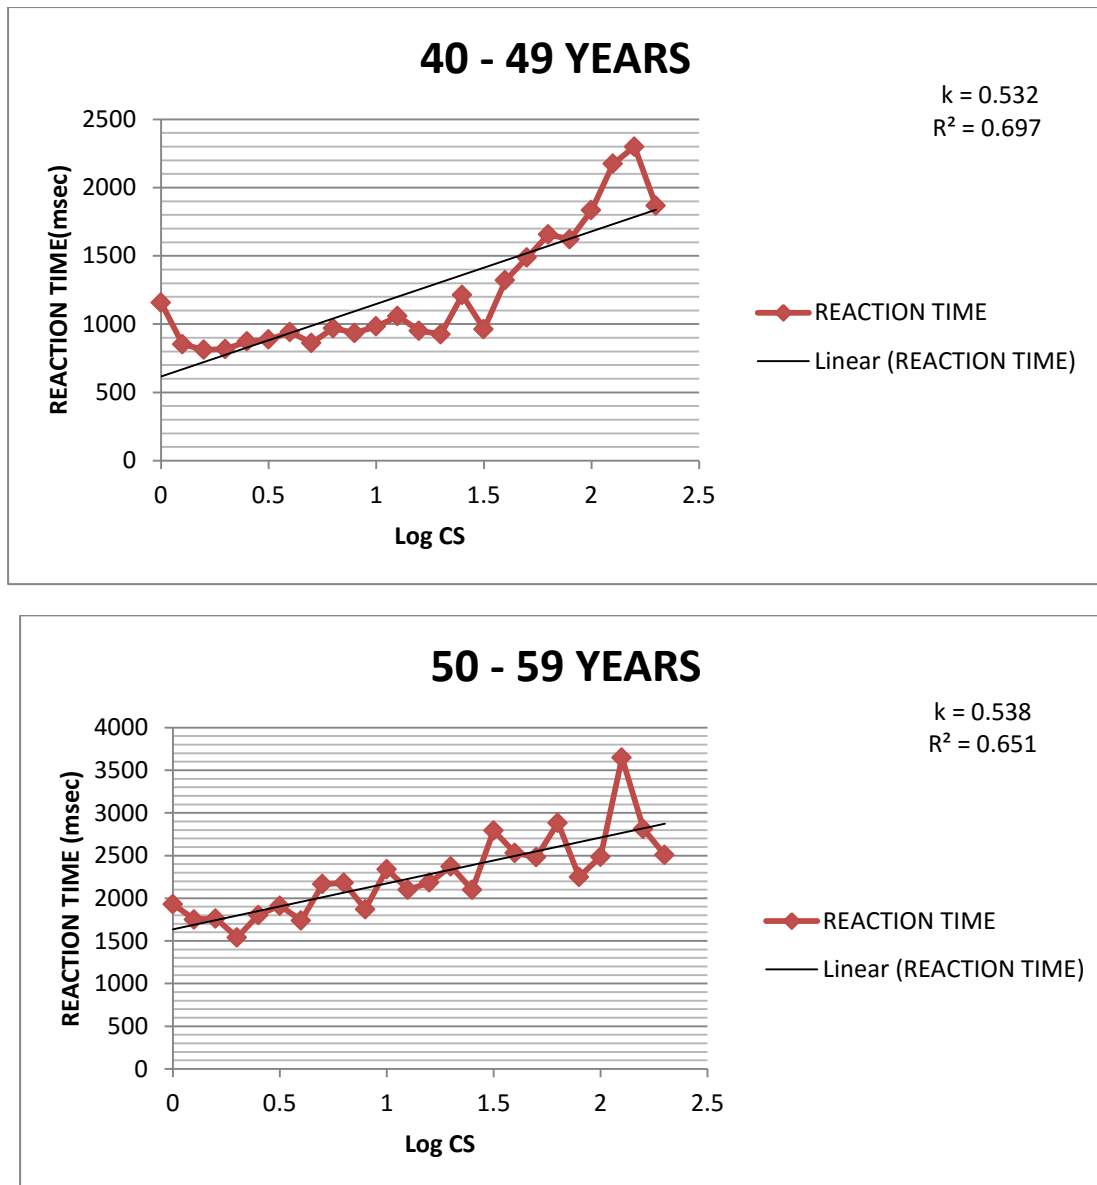 40 - 49 YEARS
k = 0.532
R² = 0.697
2500
2000
1500
1000
500
0
REACTION TIME(msec)
0 0.5 1 1.5 2 2.5
Log CS
REACTION TIME
Linear (REACTION TIME)
50 - 59 YEARS
k = 0.538
R² = 0.651
4000
3500
3000
2500
2000
1500
1000
500
0
REACTION TIME (msec)
0 0.5 1 1.5 2 2.5
Log CS
REACTION TIME
Linear (REACTION TIME)